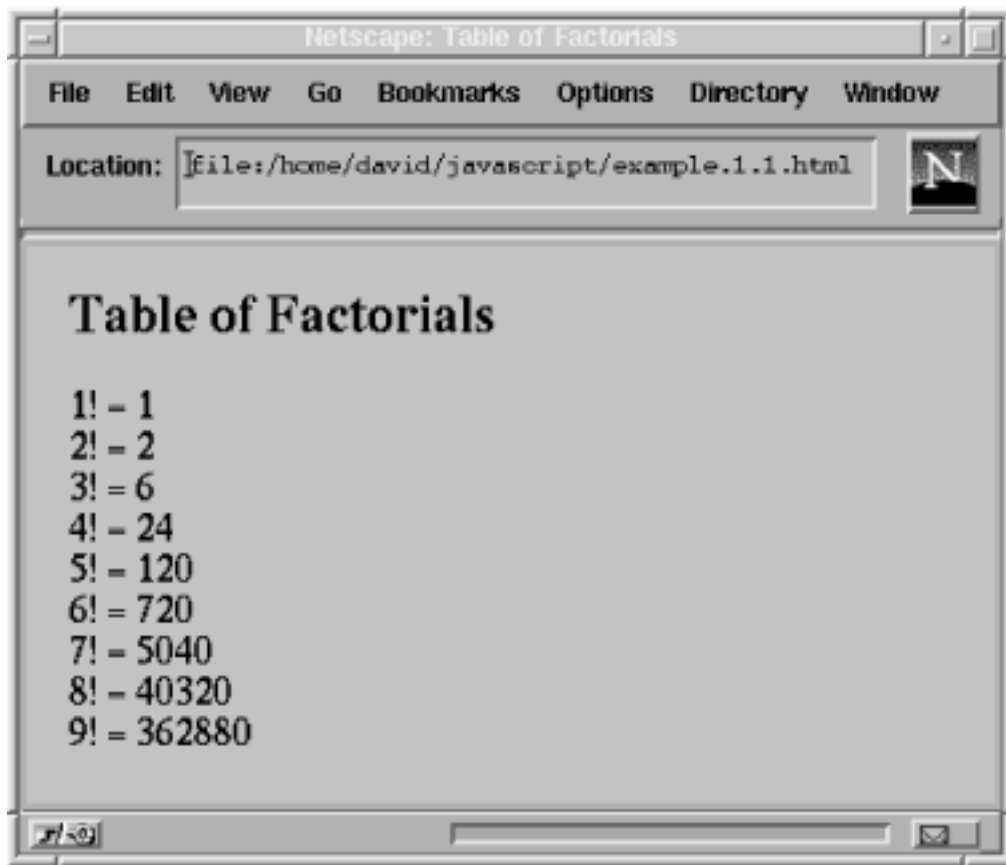 Netscape: Table of Factorials
File Edit View Go Bookmarks Options Directory Window
Location: file:/home/david/javascript/example.1.1.html
N
Table of Factorials
1! = 1
2! = 2
3! = 6
4! = 24
5! = 120
6! = 720
7! = 5040
8! = 40320
9! = 362880